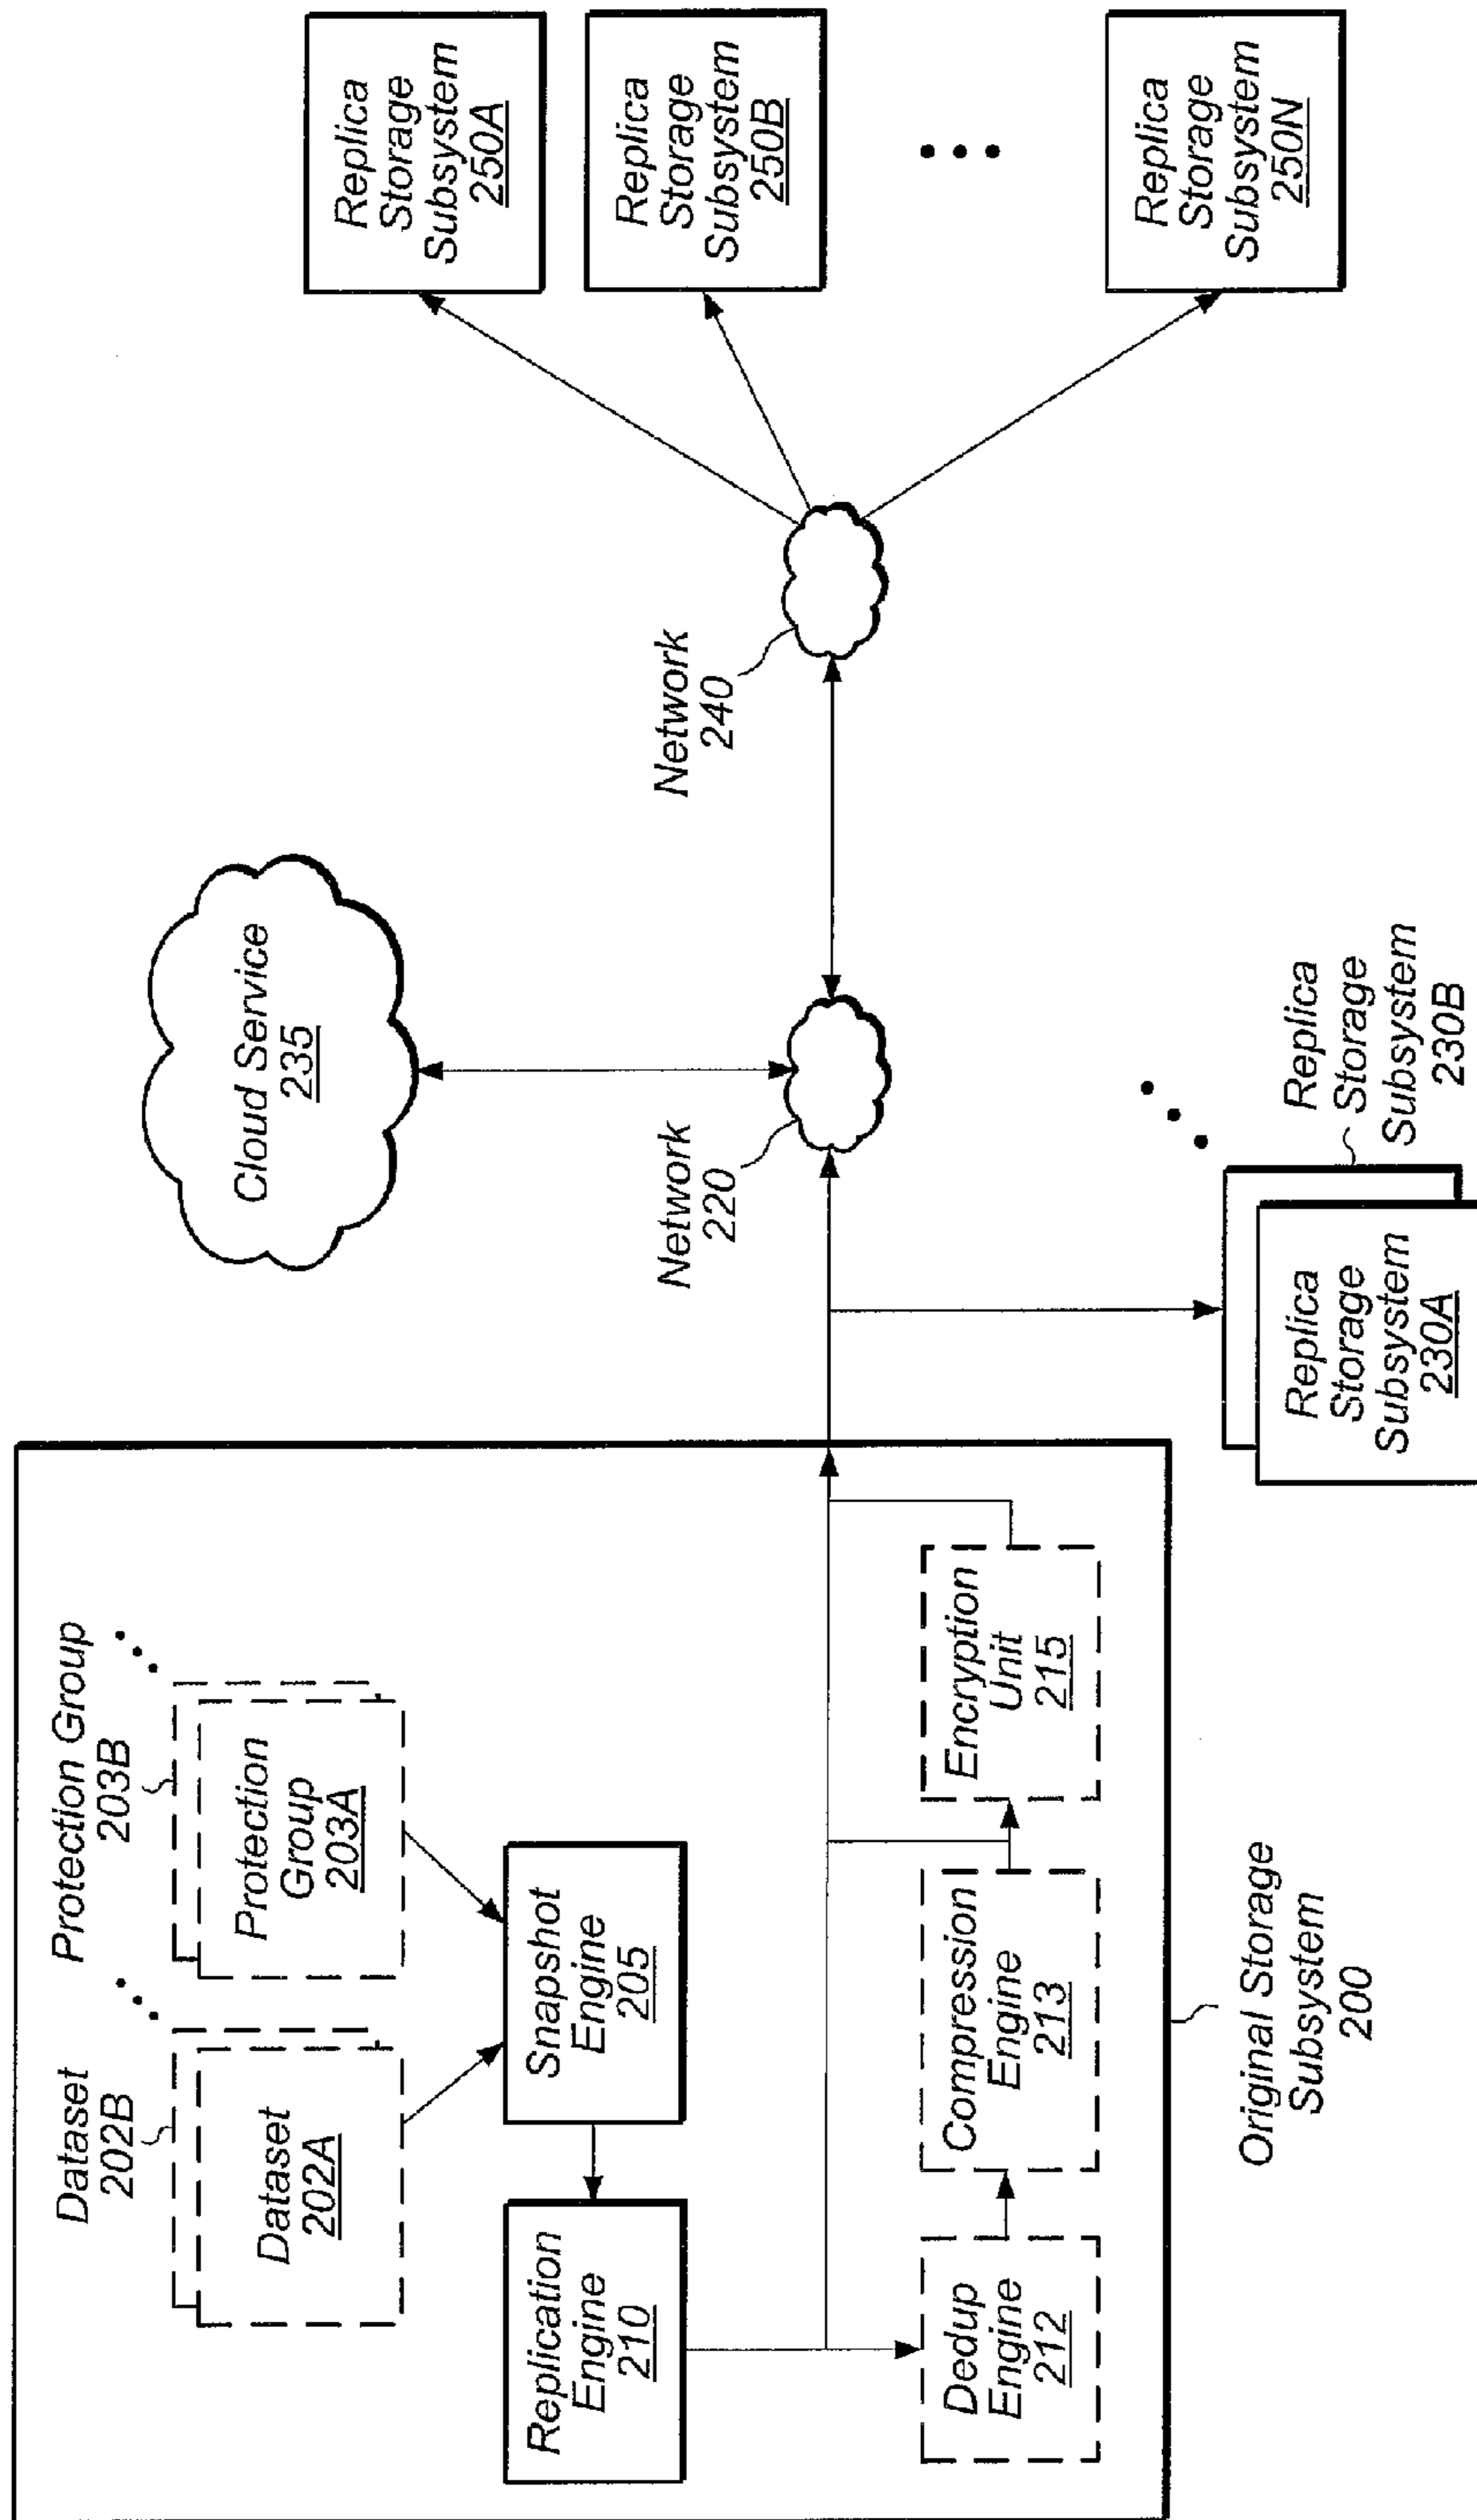 Dataset
202B
Protection Group
203B
Dataset
202A
Protection
Group
203A
Replication
Engine
210
Snapshot
Engine
205
Dedup
Engine
212
Compression
Engine
213
Encryption
Unit
215
Original Storage
Subsystem
200
Cloud Service
235
Network
220
Network
240
Replica
Storage
Subsystem
230A
Replica
Storage
Subsystem
230B
Replica
Storage
Subsystem
250A
Replica
Storage
Subsystem
250B
Replica
Storage
Subsystem
250N